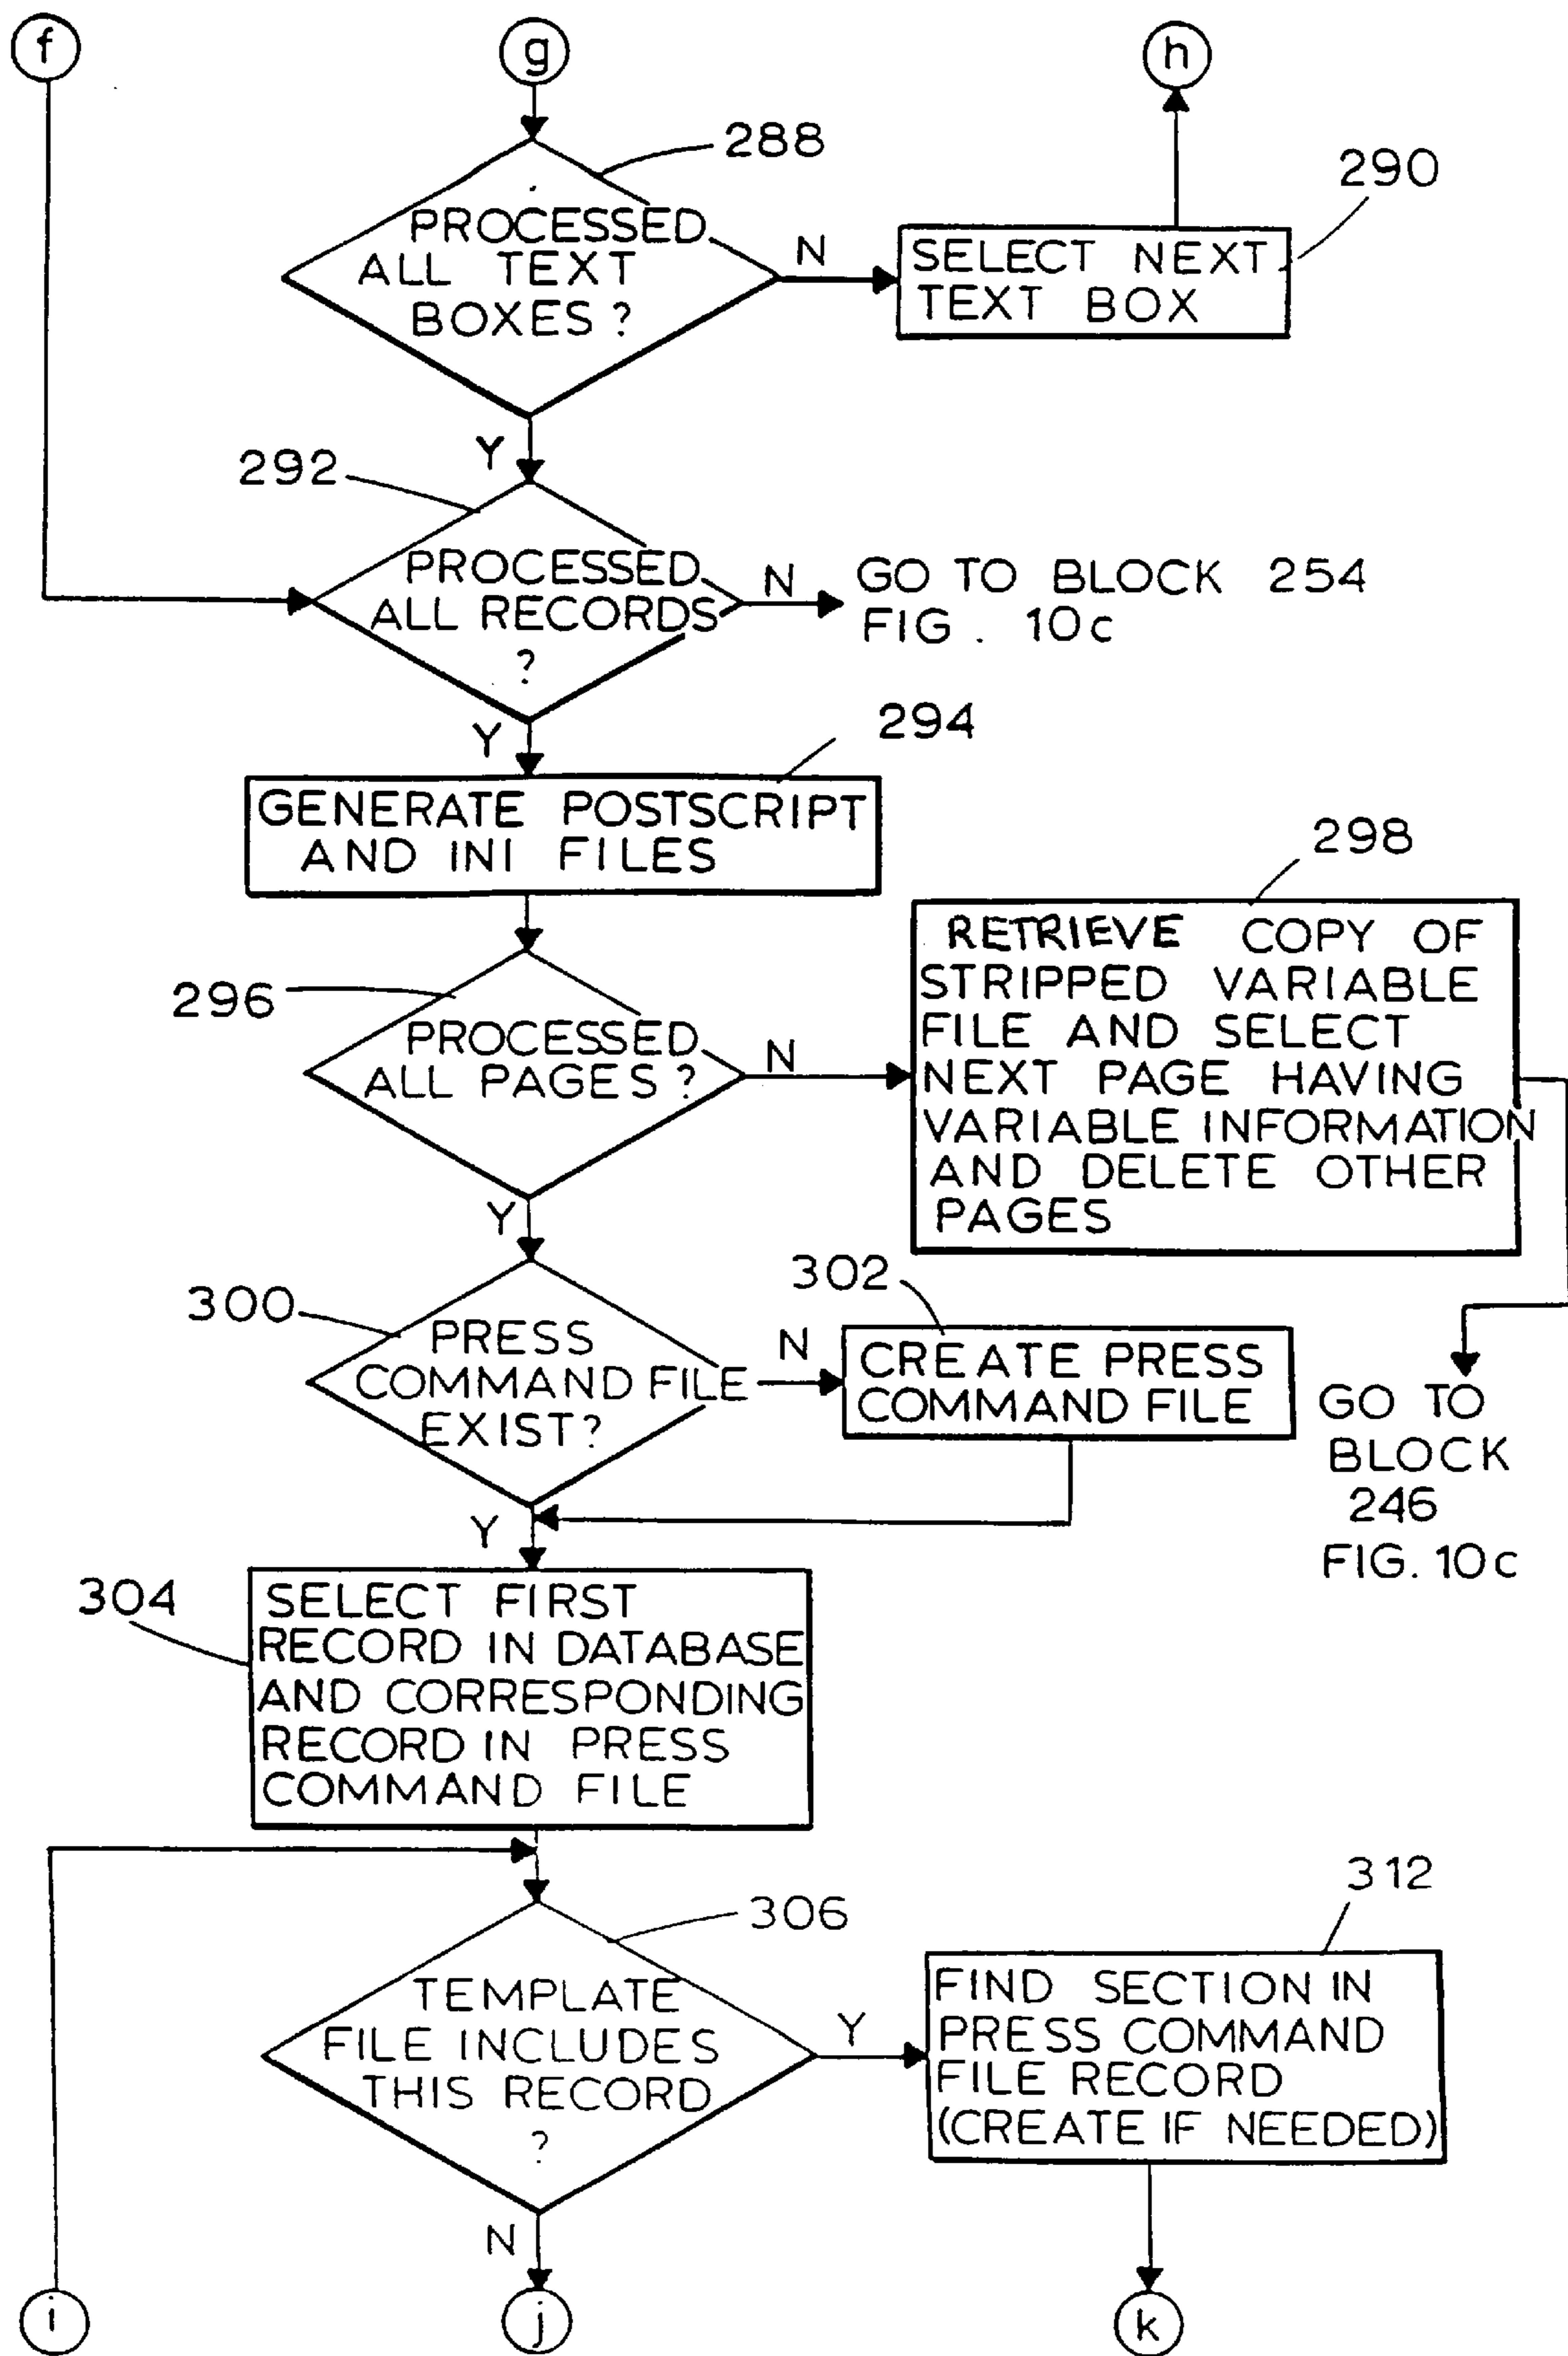 f
g
h
288
290
PROCESSED
ALL TEXT
BOXES ?
N
SELECT NEXT
TEXT BOX
Y
292
PROCESSED
ALL RECORDS
?
N
GO TO BLOCK 254
FIG. 10c
Y
294
GENERATE POSTSCRIPT
AND INI FILES
298
296
PROCESSED
ALL PAGES ?
N
RETRIEVE COPY OF
STRIPPED VARIABLE
FILE AND SELECT
NEXT PAGE HAVING
VARIABLE INFORMATION
AND DELETE OTHER
PAGES
Y
300
302
PRESS
COMMAND FILE
EXIST?
N
CREATE PRESS
COMMAND FILE
GO TO
BLOCK
246
FIG. 10c
Y
304
SELECT FIRST
RECORD IN DATABASE
AND CORRESPONDING
RECORD IN PRESS
COMMAND FILE
306
312
TEMPLATE
FILE INCLUDES
THIS RECORD
?
Y
FIND SECTION IN
PRESS COMMAND
FILE RECORD
(CREATE IF NEEDED)
N
i
j
k